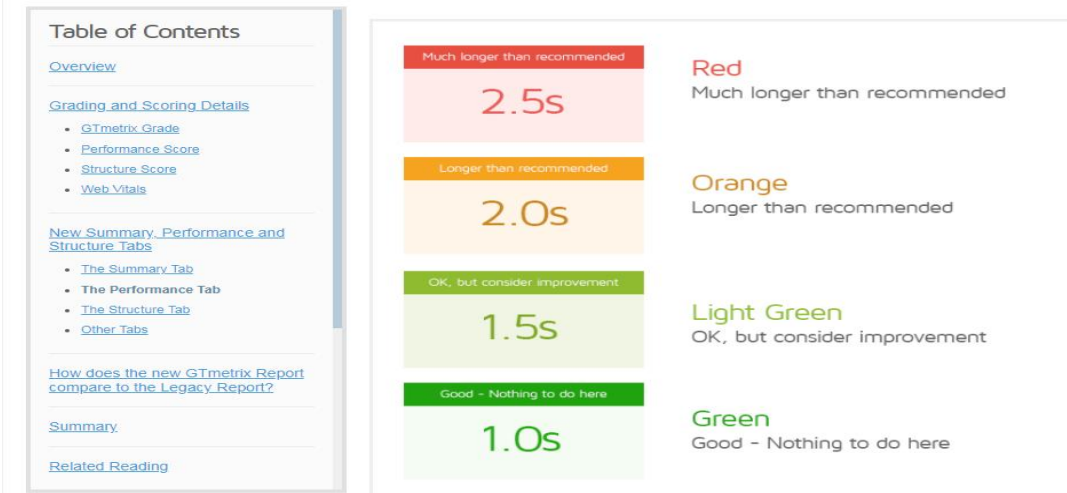 Table of Contents
Overview
Grading and Scoring Details
GTmetrix Grade
Performance Score
Structure Score
Web Vitals
New Summary, Performance and
Structure Tabs
The Summary Tab
The Performance Tab
The Structure Tab
Other Tabs
How does the new GTmetrix Report
compare to the Legacy Report?
Summary
Related Reading
Much longer than recommended
2.5s
Red
Much longer than recommended
Longer than recommended
2.0s
Orange
Longer than recommended
OK, but consider improvement
1.5s
Light Green
OK, but consider improvement
Good - Nothing to do here
1.0s
Green
Good - Nothing to do here